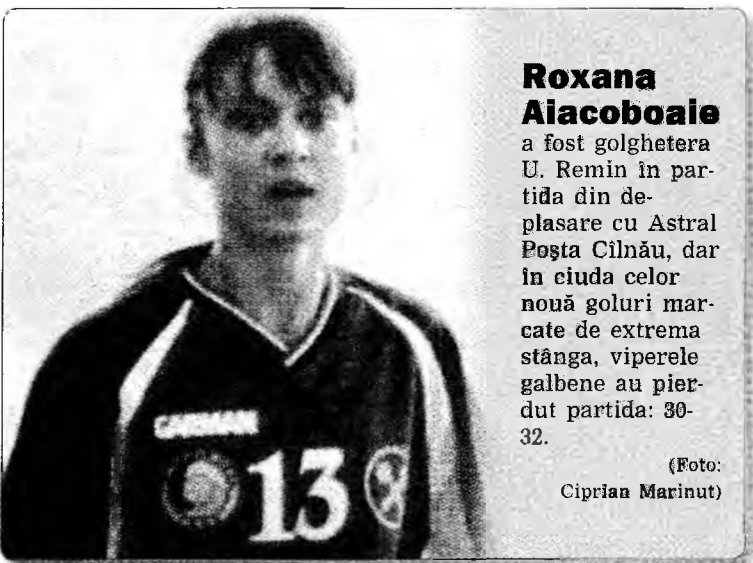 Roxana
Aiacoboaie
a fost golghetera
U. Remin în par-
tida din de-
plasare cu Astral
Poşta Cîlnău, dar
în ciuda celor
nouă goluri mar-
cate de extrema
stânga, viperele
galbene au pier-
dut partida: 30-
32.
(Foto:
Ciprian Marinut)
13